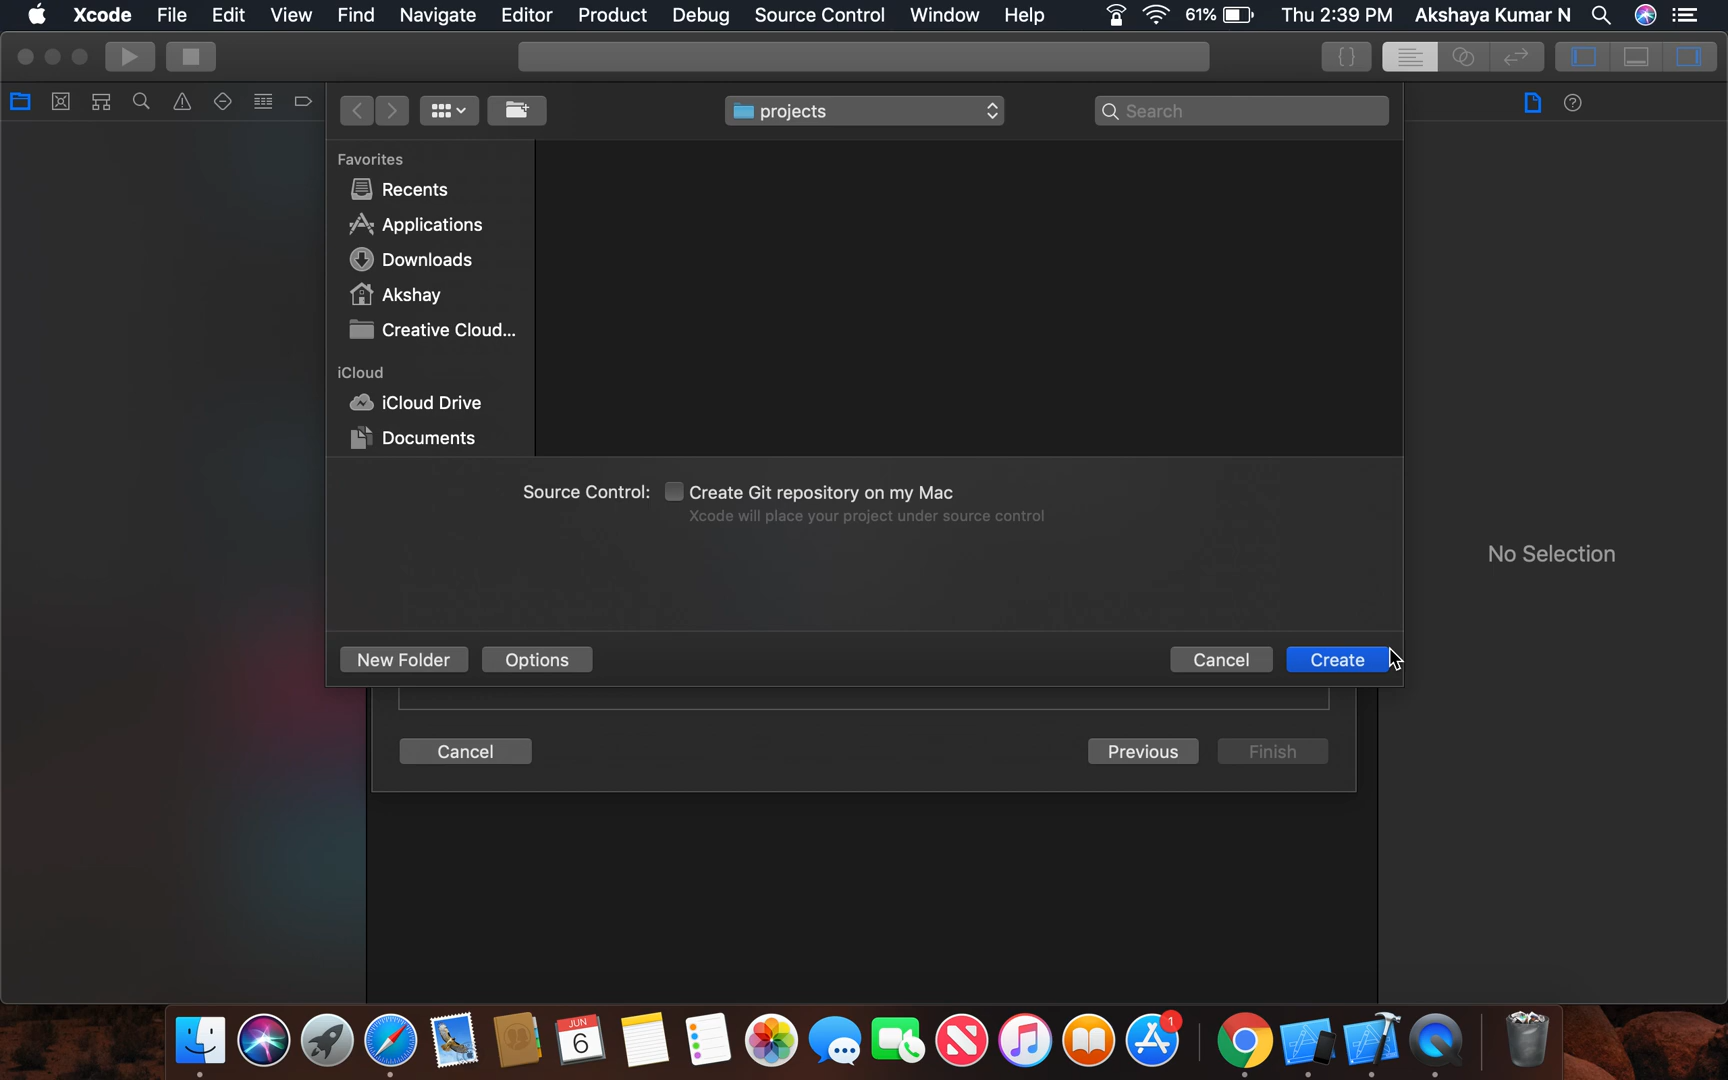 Xcode File Edit View Find Navigate Editor Product Debug Source Control Window Help 61% Thu 2:39 PM Akshaya Kumar N
{}
projects
Search
Favorites
Recents
Applications
Downloads
Akshay
Creative Cloud...
iCloud
iCloud Drive
Documents
Source Control: Create Git repository on my Mac
Xcode will place your project under source control
No Selection
New Folder Options Cancel Create
Cancel Previous Finish
JUN
6
1